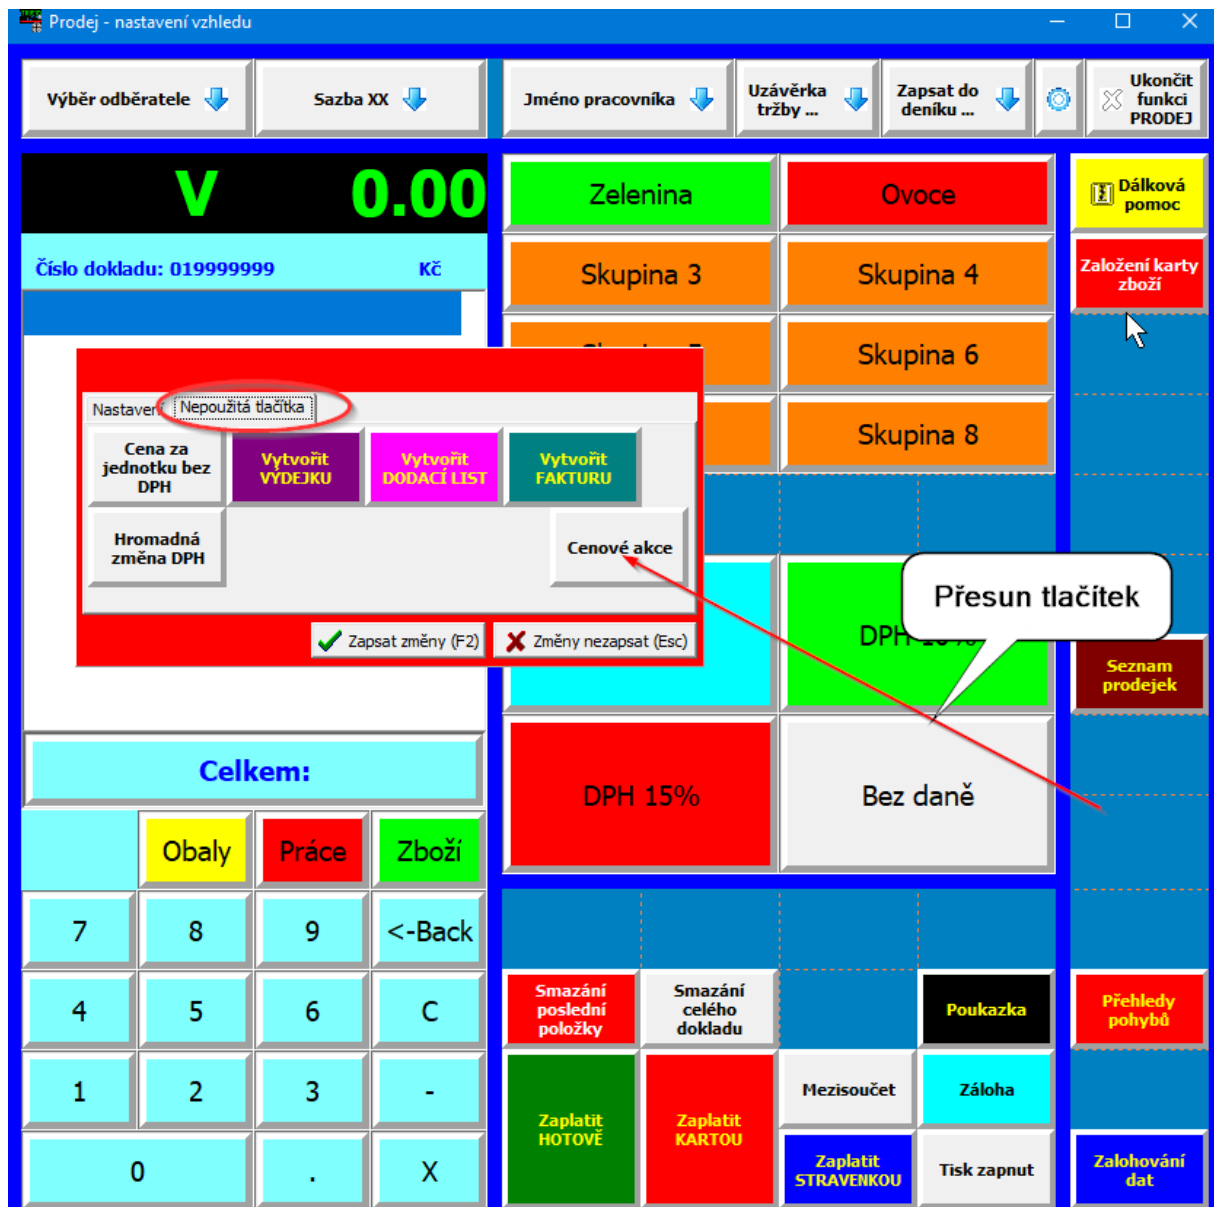 Prodej - nastavení vzhledu
Výběr odběratele
Sazba XX
Jméno pracovníka
Uzávěrka
tržby ...
Zapsat do
deníku ...
Ukončit
funkci
PRODEJ
V 0.00
Číslo dokladu: 019999999 Kč
Zelenina
Ovoce
Dálková
pomoc
Skupina 3
Skupina 4
Založení karty
zboží
Skupina 6
Skupina 8
Nastavení
Nepoužitá tlačítka
Cena za
jednotku bez
DPH
Vytvořit
VÝDEJKU
Vytvořit
DODACÍ LIST
Vytvořit
FAKTURU
Hromadná
změna DPH
Cenové akce
Zapsat změny (F2)
Změny nezapsat (Esc)
Přesun tlačítek
DPH
Seznam
prodejek
Celkem:
DPH 15%
Bez daně
Obaly
Práce
Zboží
7
8
9
<-Back
4
5
6
C
Smazání
poslední
položky
Smazání
celého
dokladu
Poukazka
Přehledy
pohybů
1
2
3
-
Zaplatit
HOTOVĚ
Zaplatit
KARTOU
Mezisoučet
Záloha
0
.
X
Zaplatit
STRAVENKOU
Tisk zapnut
Zalohování
dat